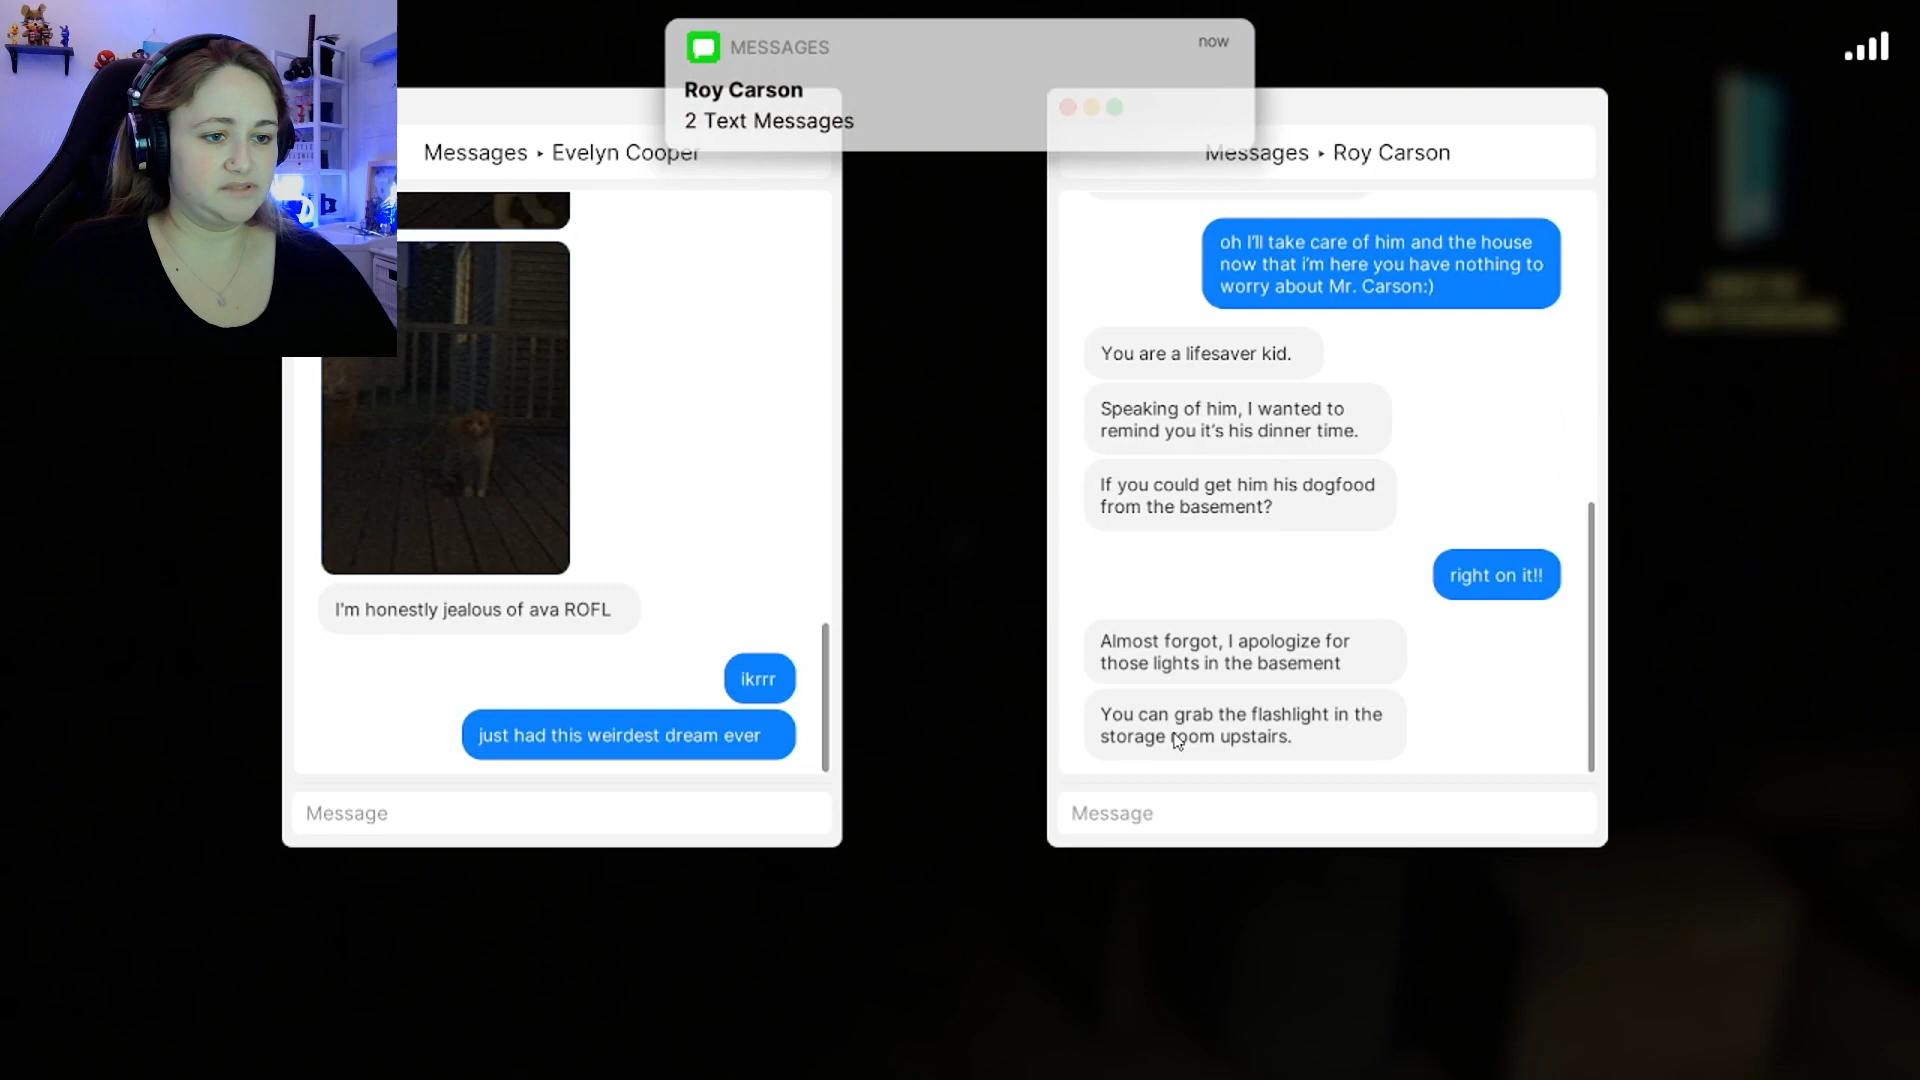 MESSAGES
now
Roy Carson
2 Text Messages
Messages ▸ Evelyn Cooper
I'm honestly jealous of ava ROFL
ikrrr
just had this weirdest dream ever
Message
Messages ▸ Roy Carson
oh I'll take care of him and the house
now that i'm here you have nothing to
worry about Mr. Carson:)
You are a lifesaver kid.
Speaking of him, I wanted to
remind you it's his dinner time.
If you could get him his dogfood
from the basement?
right on it!!
Almost forgot, I apologize for
those lights in the basement
You can grab the flashlight in the
storage room upstairs.
Message